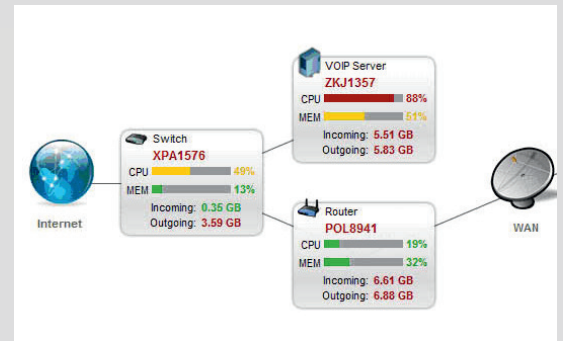 VOIP Server
ZKJ1357
CPU 88%
MEM 51%
Incoming: 5.51 GB
Outgoing: 5.83 GB
Switch
XPA1576
CPU 49%
MEM 13%
Incoming: 0.35 GB
Outgoing: 3.59 GB
Internet
Router
POL8941
CPU 19%
MEM 32%
Incoming: 6.61 GB
Outgoing: 6.88 GB
WAN